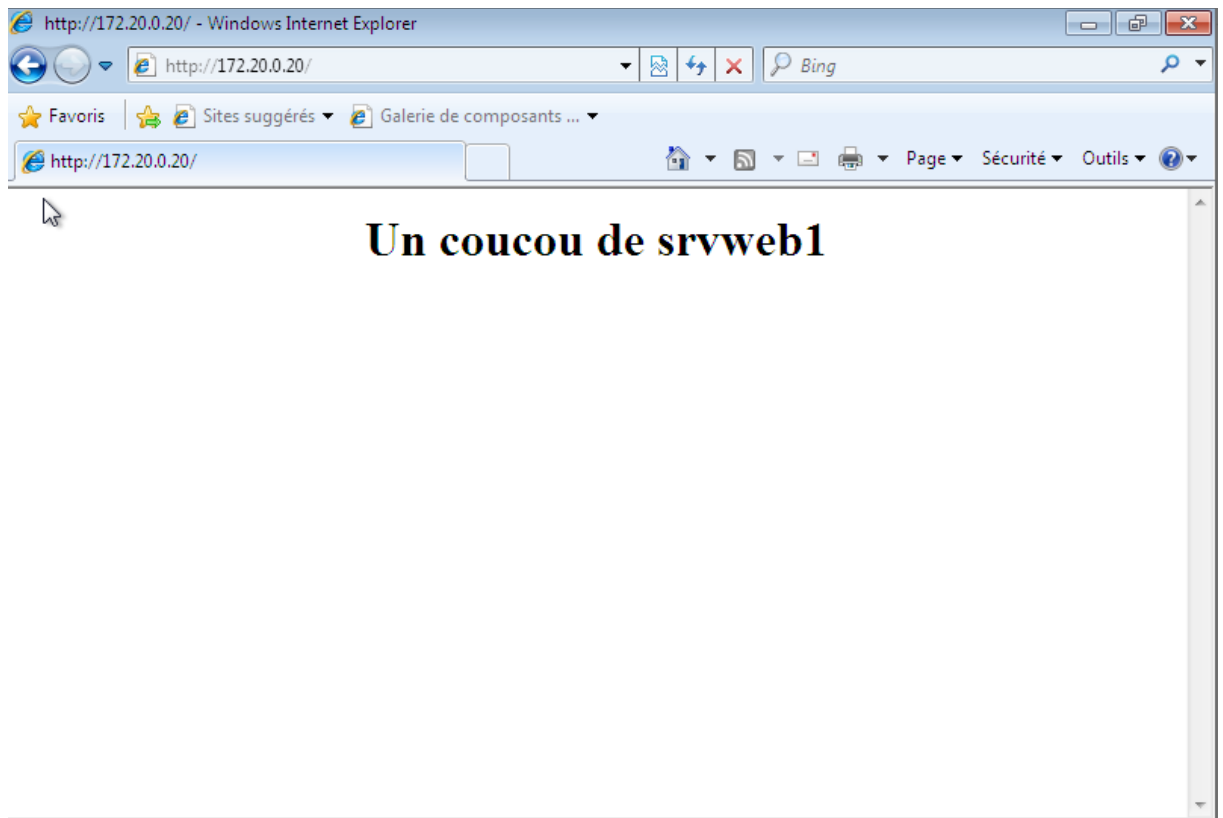 http://172.20.0.20/ - Windows Internet Explorer
http://172.20.0.20/
Bing
Favoris
Sites suggérés
Galerie de composants ...
http://172.20.0.20/
Page
Sécurité
Outils
Un coucou de srvweb1